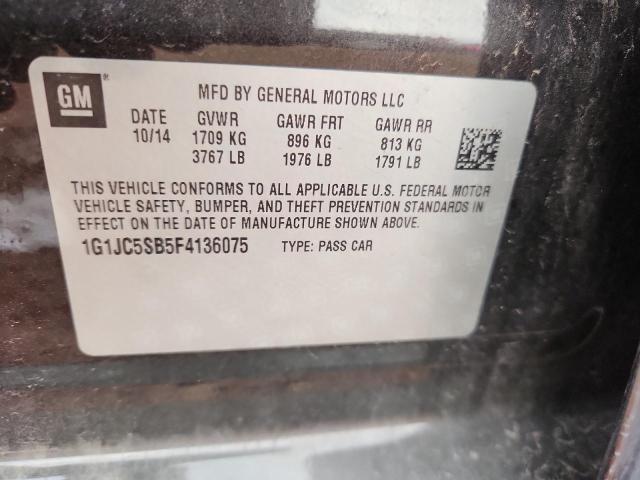 GM
MFD BY GENERAL MOTORS LLC
DATE GVWR GAWR FRT GAWR RR
10/14 1709 KG 896 KG 813 KG
3767 LB 1976 LB 1791 LB
THIS VEHICLE CONFORMS TO ALL APPLICABLE U.S. FEDERAL MOTOR
VEHICLE SAFETY, BUMPER, AND THEFT PREVENTION STANDARDS IN
EFFECT ON THE DATE OF MANUFACTURE SHOWN ABOVE.
1G1JC5SB5F4136075 TYPE: PASS CAR